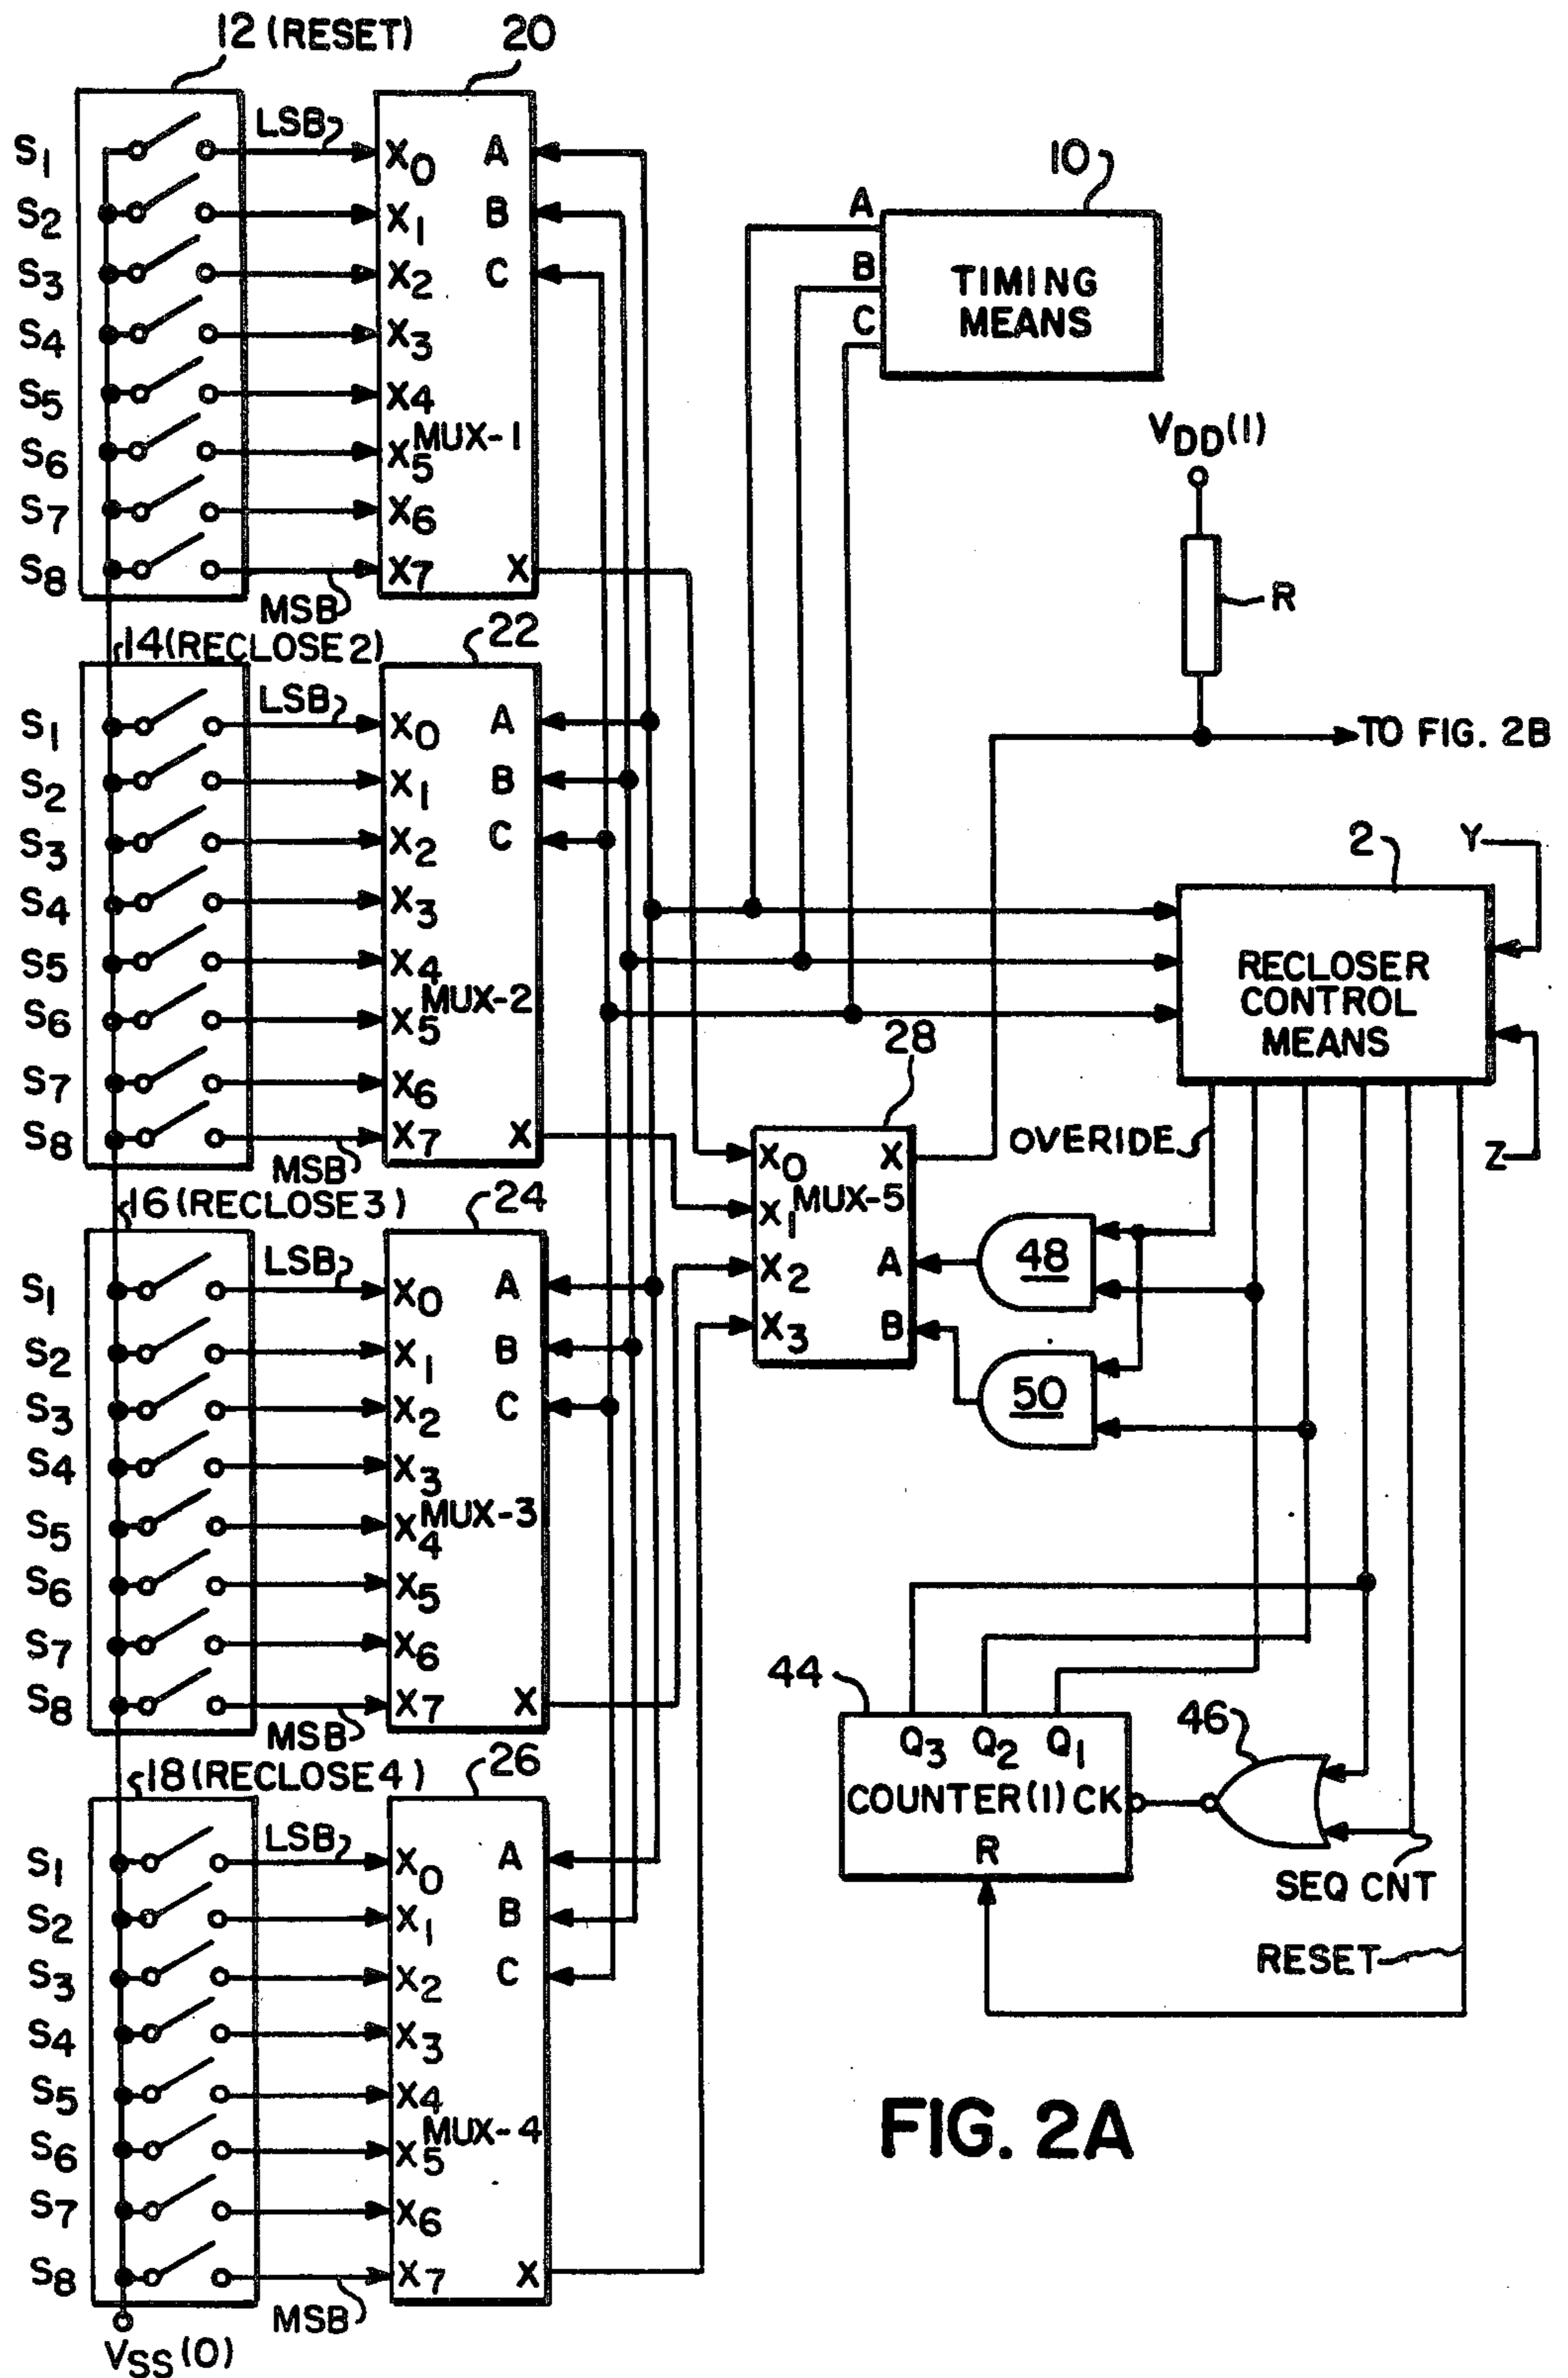 12 (RESET)
20
S1 LSB X0 A
S2 X1 B
S3 X2 C
S4 X3
S5 X4
S6 X5 MUX-1
S7 X6
S8 MSB X7 X
10
A
B
C
TIMING
MEANS
VDD(1)
R
TO FIG. 2B
14 (RECLOSE 2)
22
S1 LSB X0 A
S2 X1 B
S3 X2 C
S4 X3
S5 X4
S6 X5 MUX-2
S7 X6
S8 MSB X7 X
2
Y
RECLOSER
CONTROL
MEANS
Z
OVERIDE
28
X0 X
X1 MUX-5
X2 A
X3 B
48
50
16 (RECLOSE 3)
24
S1 LSB X0 A
S2 X1 B
S3 X2 C
S4 X3
S5 X4 MUX-3
S6 X5
S7 X6
S8 MSB X7 X
44
Q3 Q2 Q1
COUNTER(1) CK
R
46
SEQ CNT
RESET
18 (RECLOSE 4)
26
S1 LSB X0 A
S2 X1 B
S3 X2 C
S4 X3
S5 X4
S6 X5 MUX-4
S7 X6
S8 MSB X7 X
VSS(0)
FIG. 2A